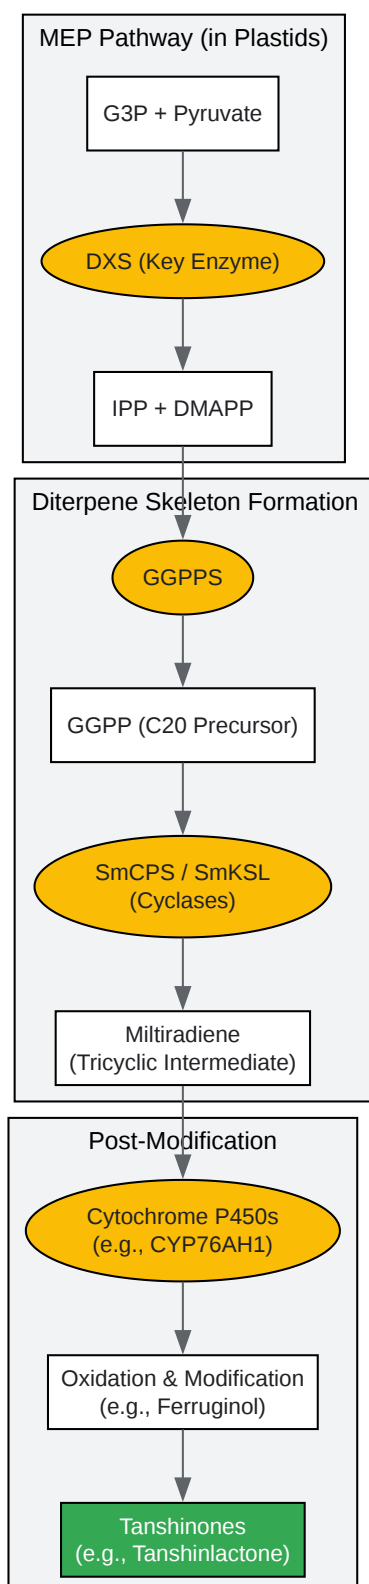 MEP Pathway (in Plastids)
G3P + Pyruvate
DXS (Key Enzyme)
IPP + DMAPP
Diterpene Skeleton Formation
GGPPS
GGPP (C20 Precursor)
SmCPS / SmKSL
(Cyclases)
Miltiradiene
(Tricyclic Intermediate)
Post-Modification
Cytochrome P450s
(e.g., CYP76AH1)
Oxidation & Modification
(e.g., Ferruginol)
Tanshinones
(e.g., Tanshinlactone)